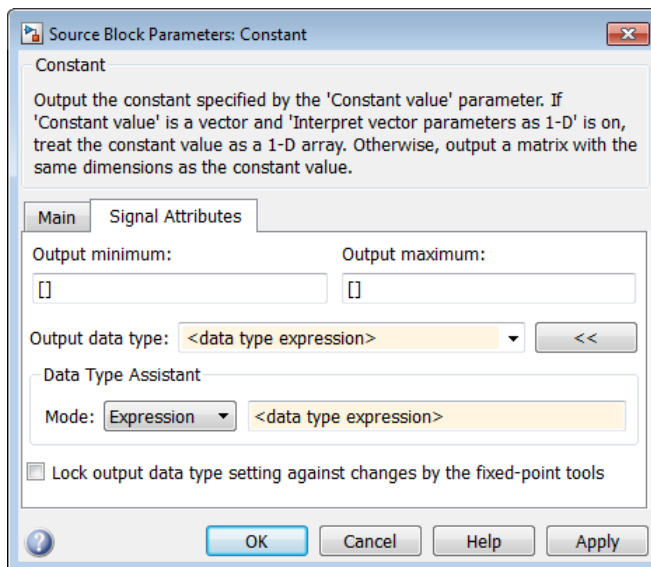 Source Block Parameters: Constant
Constant
Output the constant specified by the 'Constant value' parameter. If
'Constant value' is a vector and 'Interpret vector parameters as 1-D' is on,
treat the constant value as a 1-D array. Otherwise, output a matrix with the
same dimensions as the constant value.
Main Signal Attributes
Output minimum: Output maximum:
[] []
Output data type: <data type expression> <<
Data Type Assistant
Mode: Expression <data type expression>
Lock output data type setting against changes by the fixed-point tools
? OK Cancel Help Apply